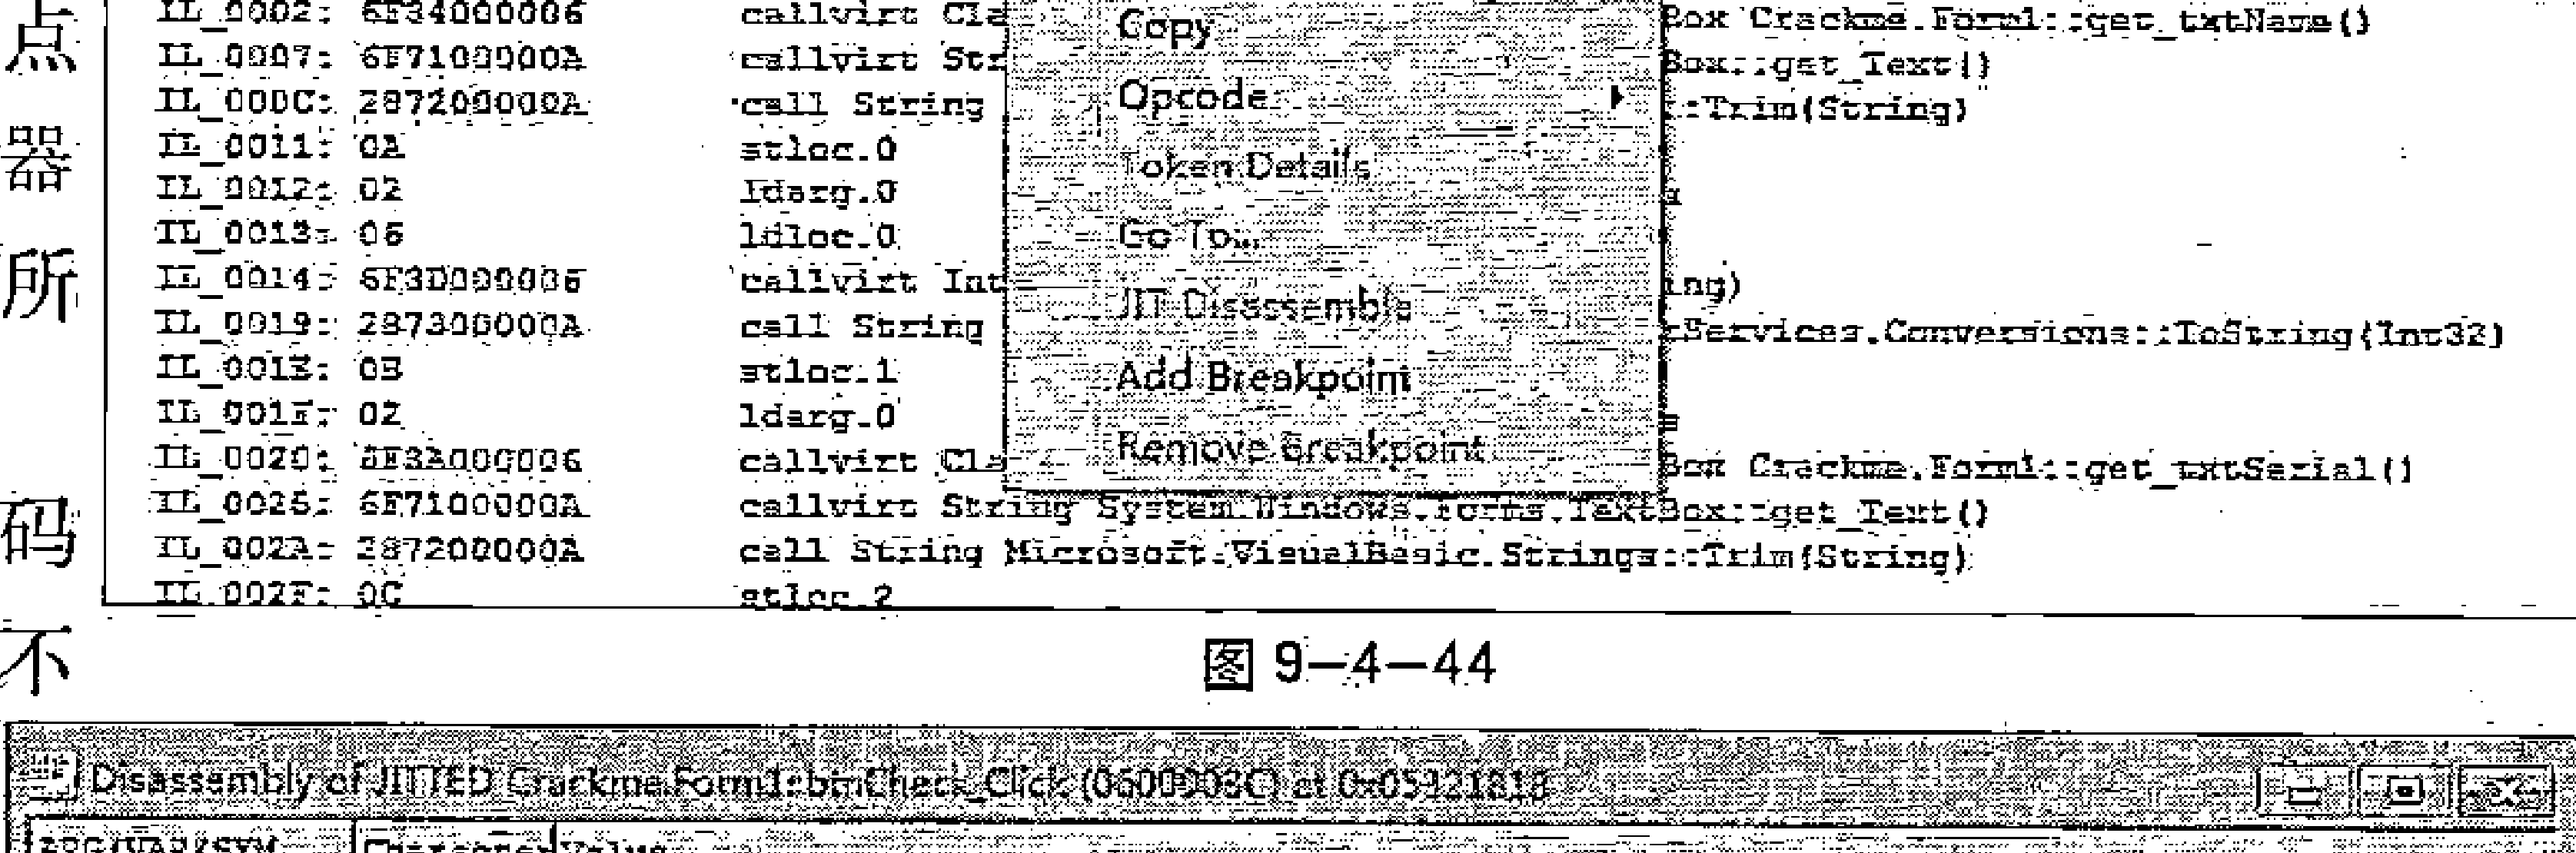 点
器
所
码
不
IL_0002: 6F34000006 callvirt Cla Box Crackme.Form1::get_txtName()
IL_0007: 6F7100000A callvirt Str Box::get_Text()
IL_000C: 287200000A call String ::Trim(String)
IL_0011: 0A stloc.0
IL_0012: 02 ldarg.0
IL_0013: 06 ldloc.0
IL_0014: 6F3D000006 callvirt Int ing)
IL_0019: 287300000A call String rServices.Conversions::ToString(Int32)
IL_001E: 0B stloc.1
IL_001F: 02 ldarg.0
IL_0020: 6F3A000006 callvirt Cla Box Crackme.Form1::get_txtSerial()
IL_0025: 6F7100000A callvirt String System.Windows.Forms.TextBox::get_Text()
IL_002A: 287200000A call String Microsoft.VisualBasic.Strings::Trim(String)
IL_002F: 0C stloc.2
Copy
Opcode
Token Details
Go To...
JIT Disassemble
Add Breakpoint
Remove Breakpoint
图 9-4-44
Disassembly of JITTED Crackme.Form1::btnCheck_Click (0600003C) at